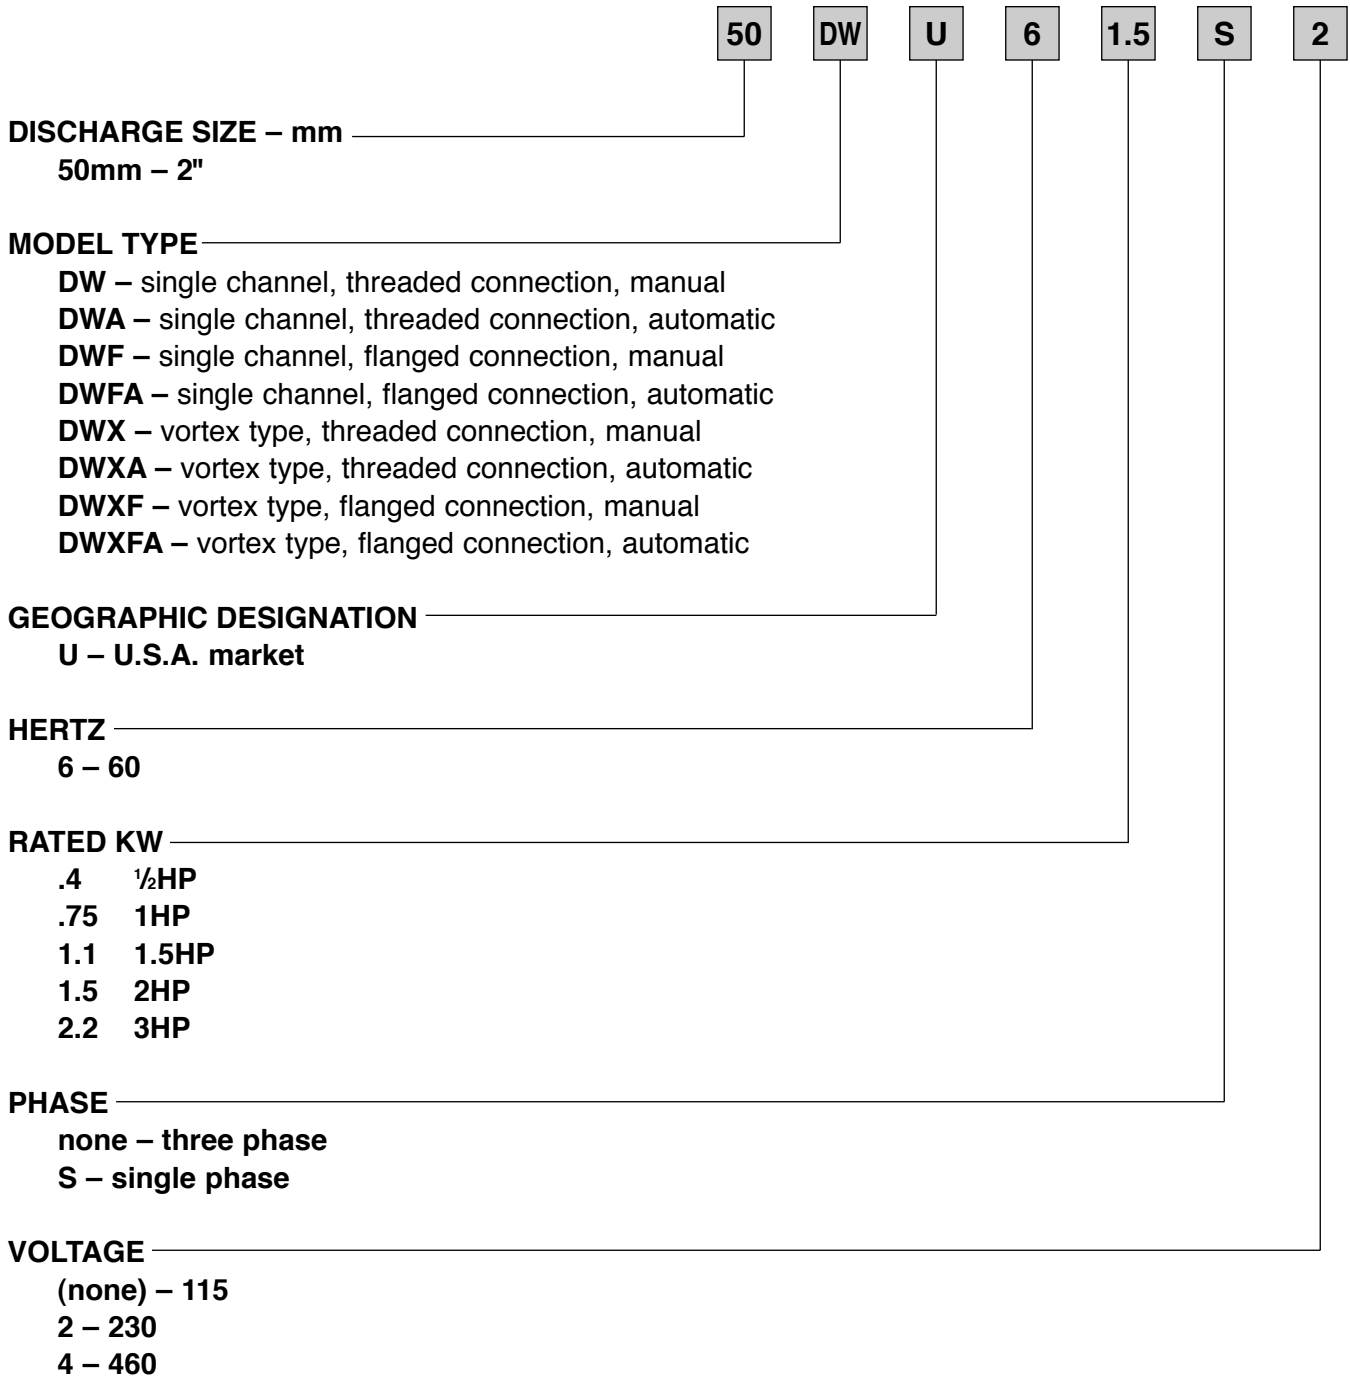 50 DW U 6 1.5 S 2
DISCHARGE SIZE – mm
50mm – 2"
MODEL TYPE
DW – single channel, threaded connection, manual
DWA – single channel, threaded connection, automatic
DWF – single channel, flanged connection, manual
DWFA – single channel, flanged connection, automatic
DWX – vortex type, threaded connection, manual
DWXA – vortex type, threaded connection, automatic
DWXF – vortex type, flanged connection, manual
DWXFA – vortex type, flanged connection, automatic
GEOGRAPHIC DESIGNATION
U – U.S.A. market
HERTZ
6 – 60
RATED KW
.4 ½HP
.75 1HP
1.1 1.5HP
1.5 2HP
2.2 3HP
PHASE
none – three phase
S – single phase
VOLTAGE
(none) – 115
2 – 230
4 – 460